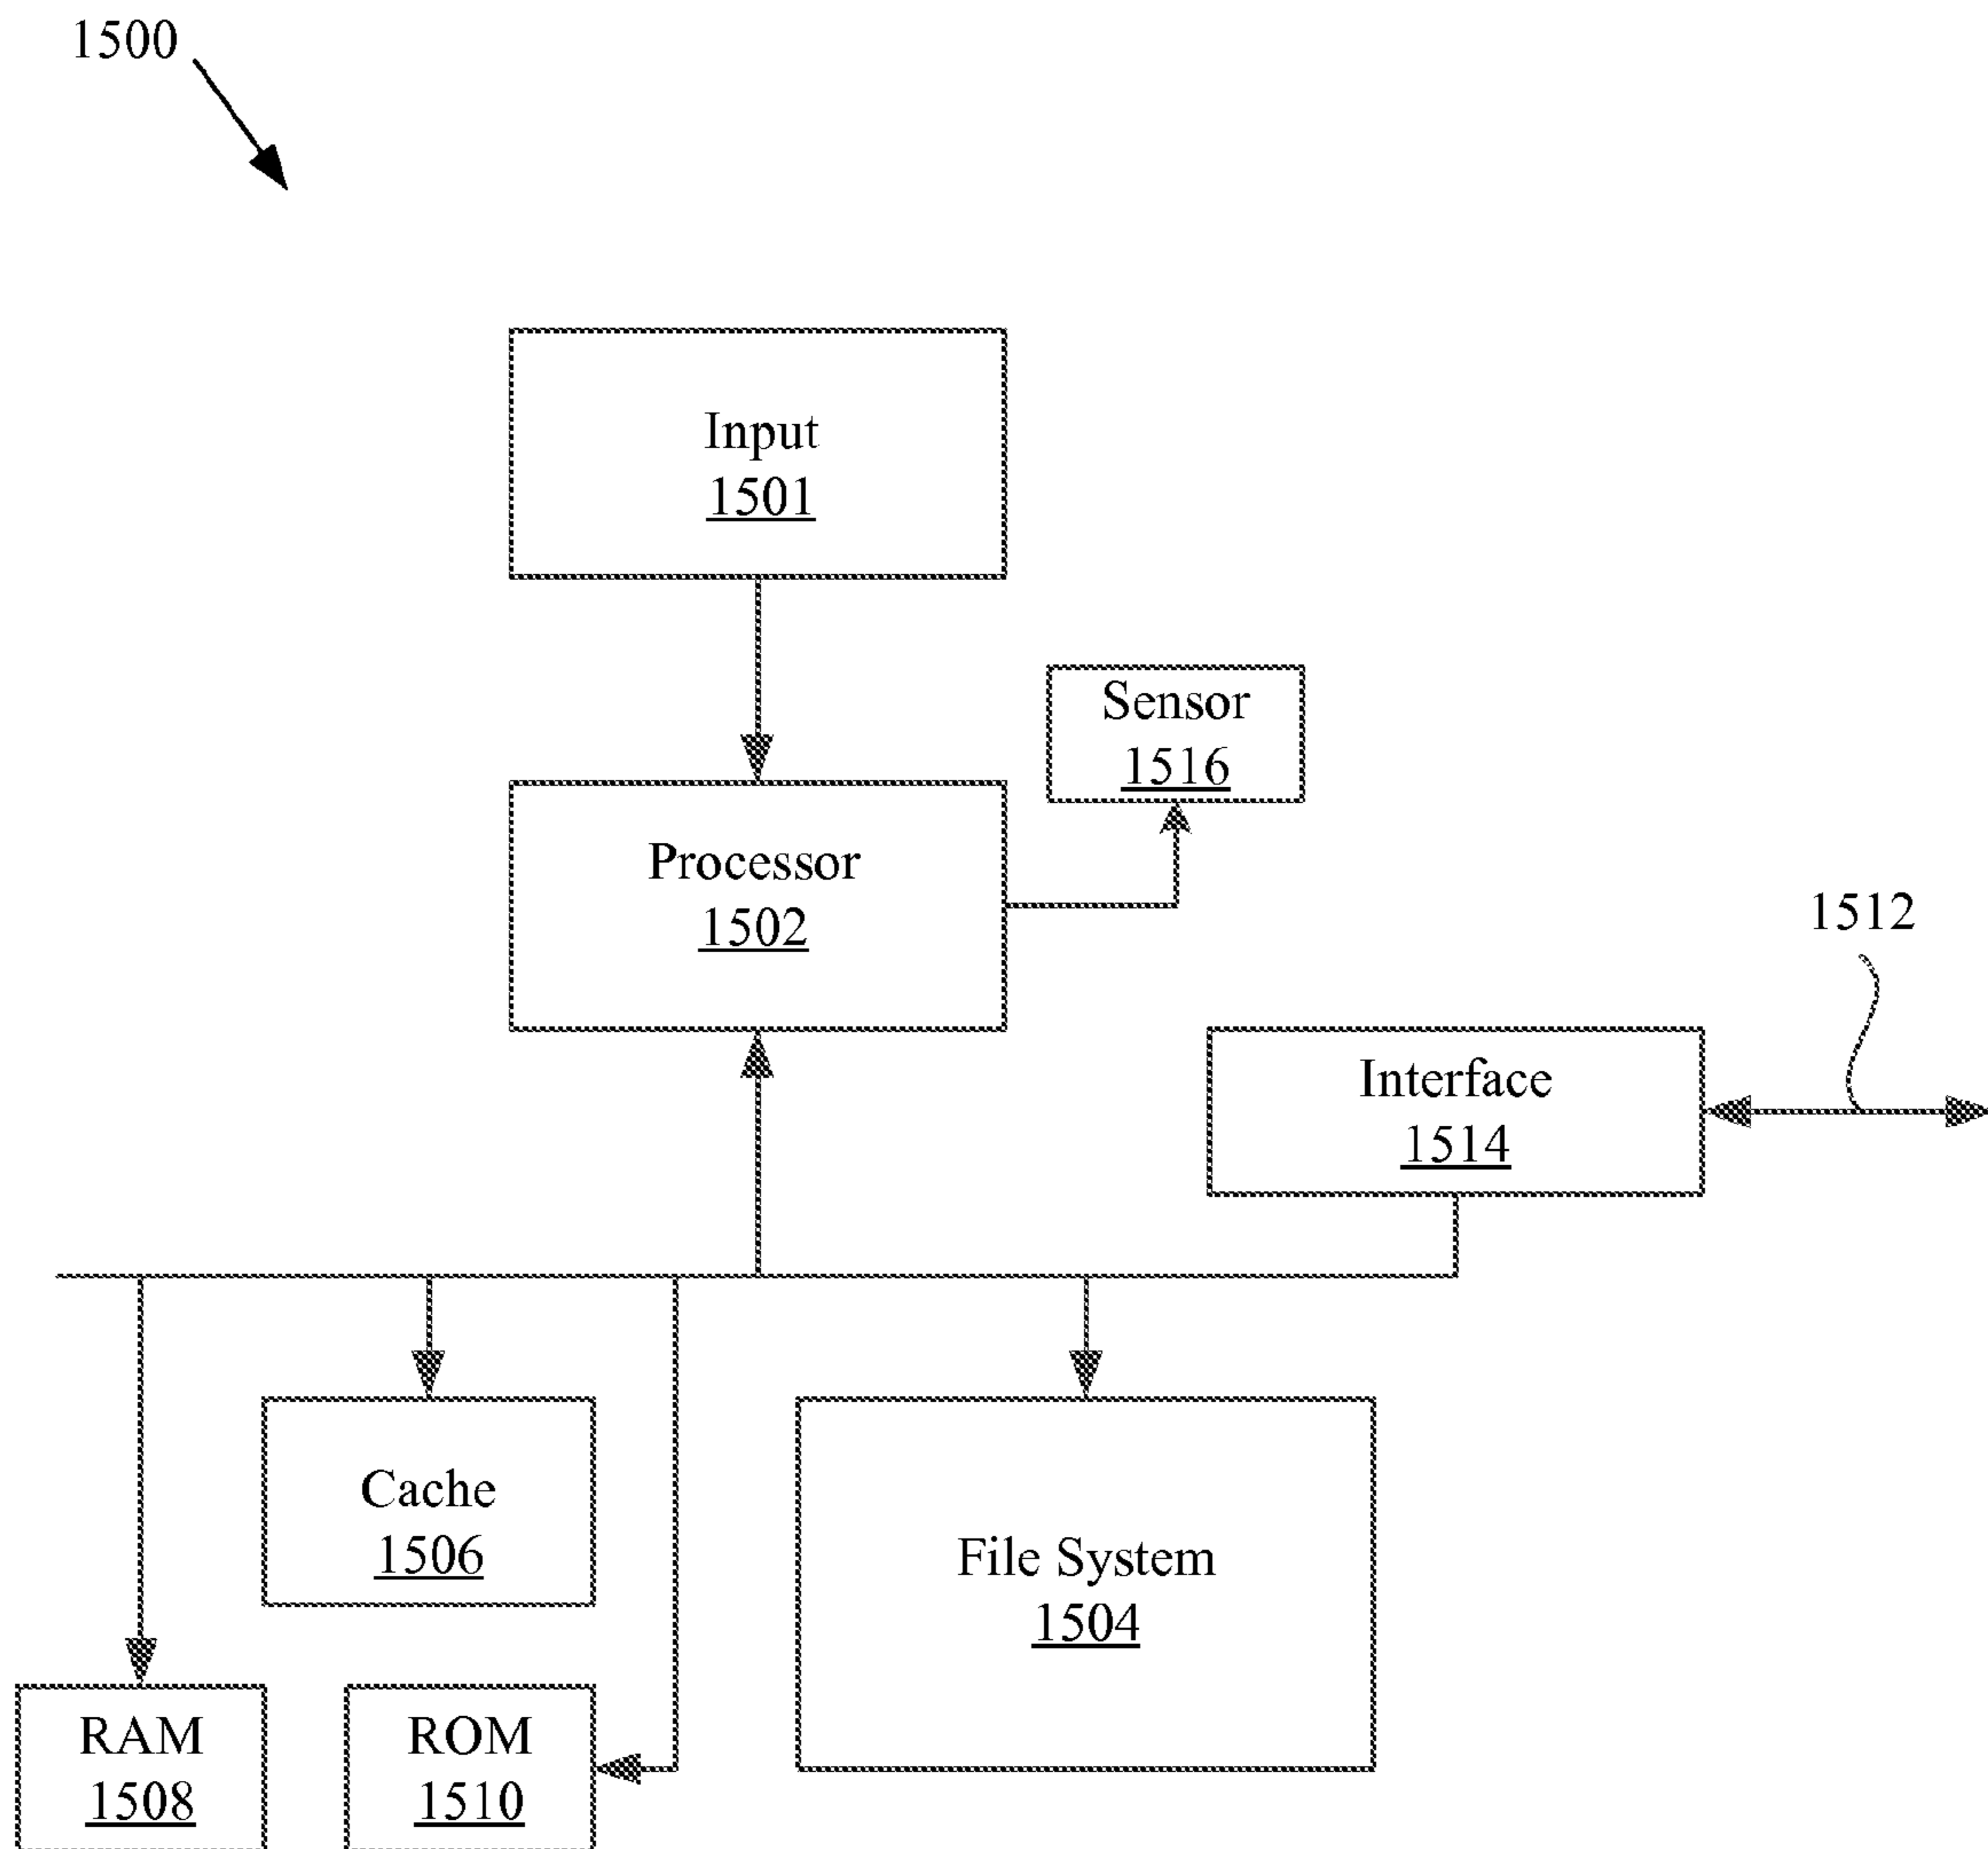 1500
Input
1501
Sensor
1516
Processor
1502
1512
Interface
1514
Cache
1506
File System
1504
RAM
1508
ROM
1510